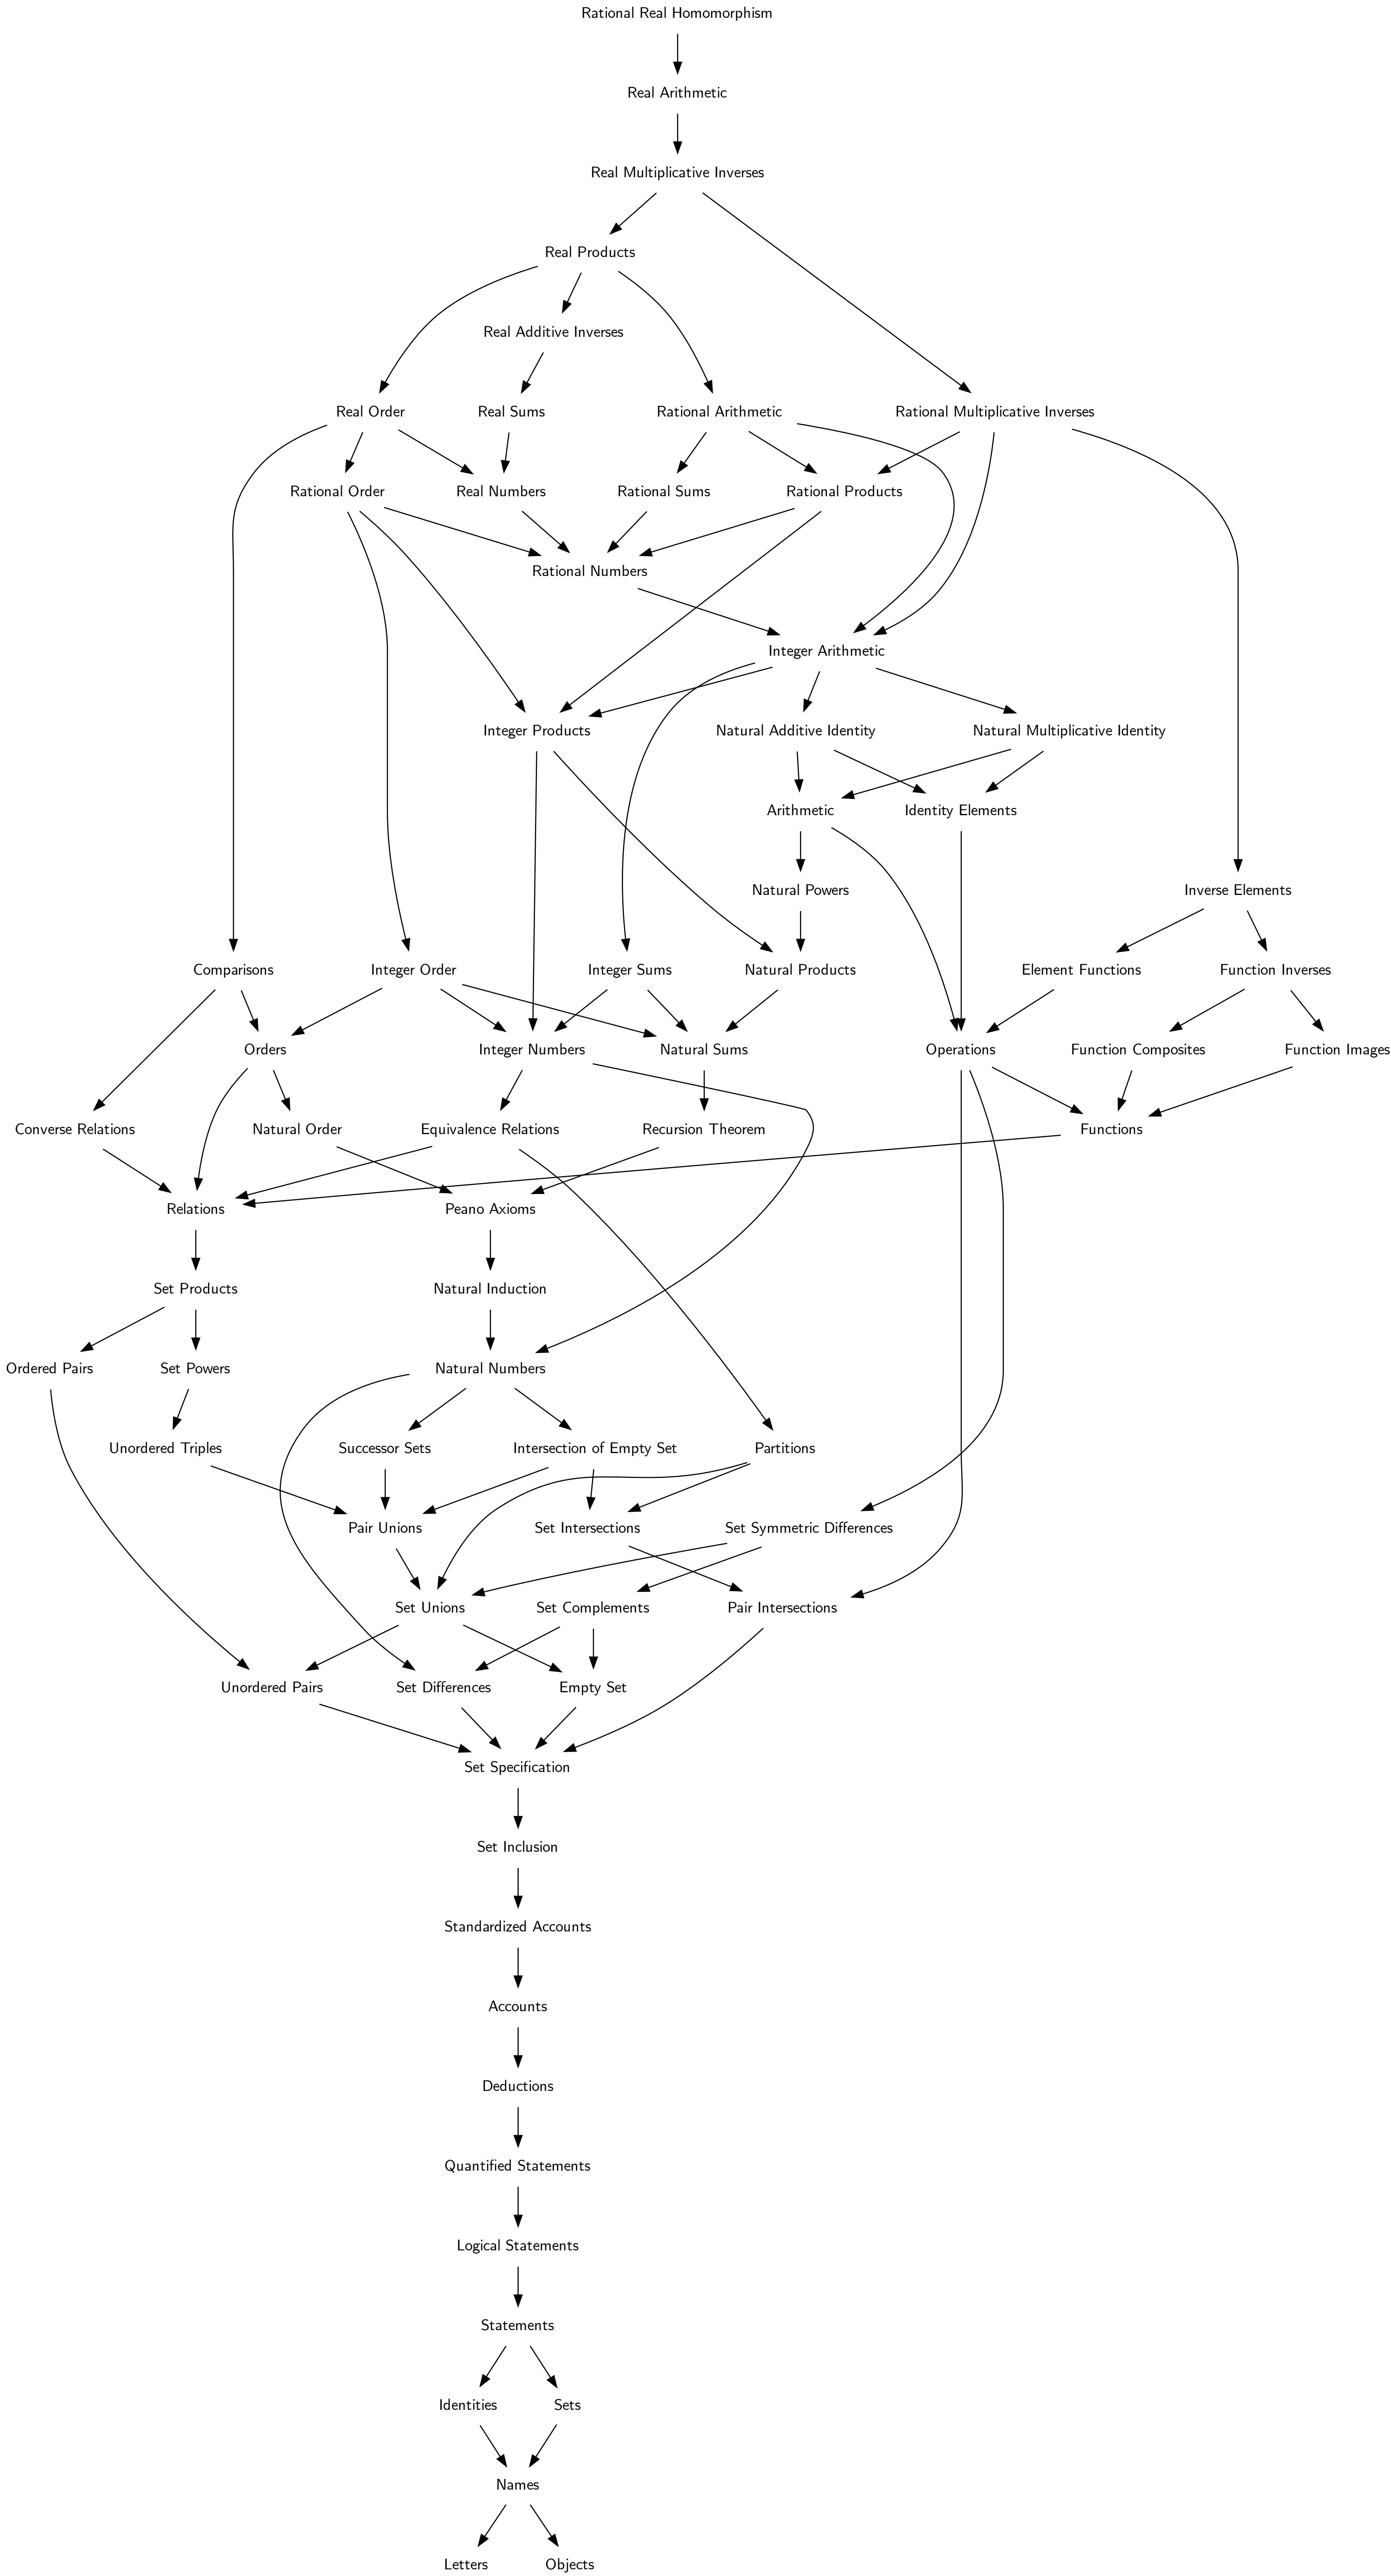 Rational Real Homomorphism
Real Arithmetic
Real Multiplicative Inverses
Real Products
Real Additive Inverses
Real Order
Real Sums
Rational Arithmetic
Rational Multiplicative Inverses
Rational Order
Real Numbers
Rational Sums
Rational Products
Rational Numbers
Integer Arithmetic
Integer Products
Natural Additive Identity
Natural Multiplicative Identity
Arithmetic
Identity Elements
Natural Powers
Inverse Elements
Comparisons
Integer Order
Integer Sums
Natural Products
Element Functions
Function Inverses
Orders
Integer Numbers
Natural Sums
Operations
Function Composites
Function Images
Converse Relations
Natural Order
Equivalence Relations
Recursion Theorem
Functions
Relations
Peano Axioms
Set Products
Natural Induction
Ordered Pairs
Set Powers
Natural Numbers
Unordered Triples
Successor Sets
Intersection of Empty Set
Partitions
Pair Unions
Set Intersections
Set Symmetric Differences
Set Unions
Set Complements
Pair Intersections
Unordered Pairs
Set Differences
Empty Set
Set Specification
Set Inclusion
Standardized Accounts
Accounts
Deductions
Quantified Statements
Logical Statements
Statements
Identities
Sets
Names
Letters
Objects